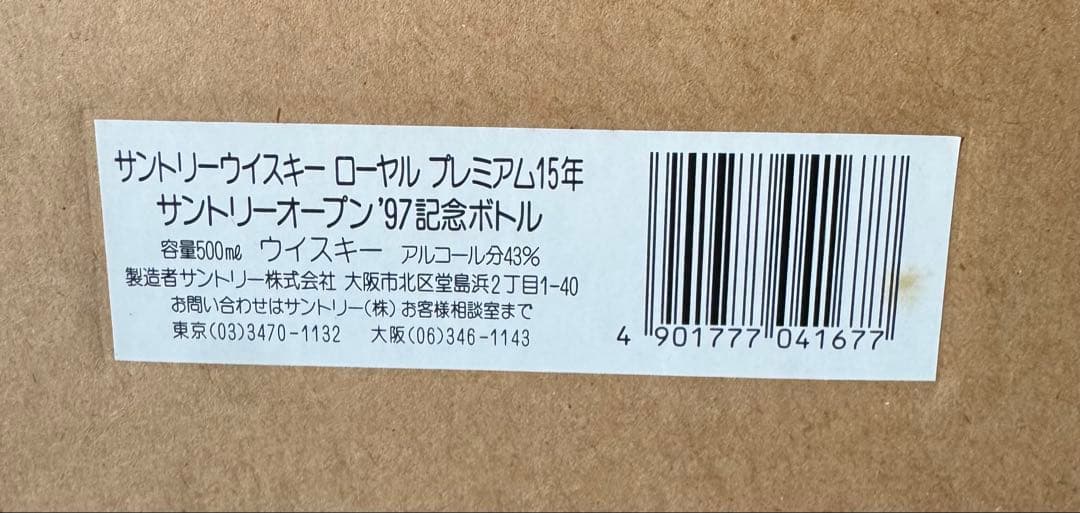 サントリーウイスキー ローヤル プレミアム15年
サントリーオープン'97記念ボトル
容量500㎖ ウイスキー アルコール分43%
製造者サントリー株式会社 大阪市北区堂島浜2丁目1-40
お問い合わせはサントリー(株)お客様相談室まで
東京(03)3470-1132 大阪(06)346-1143
4 901777 041677